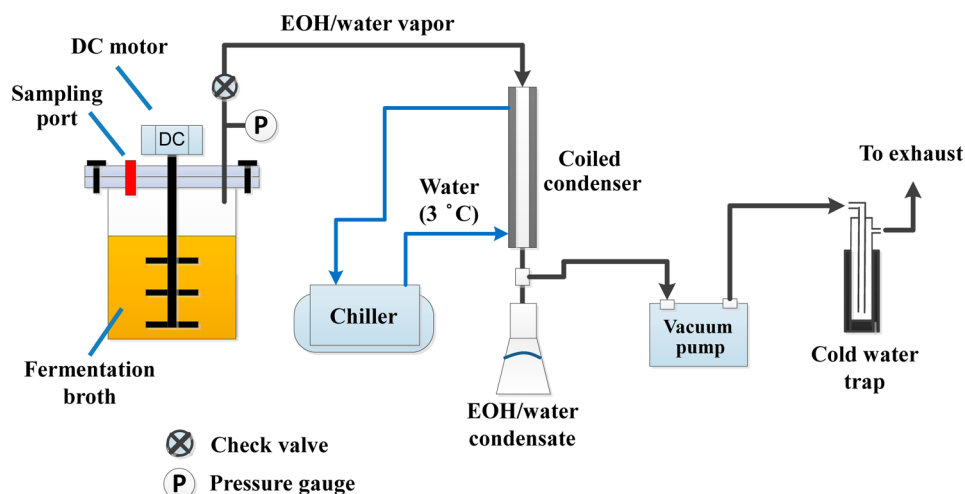 EOH/water vapor
DC motor
Sampling
port
DC
P
Water
(3 ˚C)
Coiled
condenser
To exhaust
Chiller
Vacuum
pump
Cold water
trap
Fermentation
broth
EOH/water
condensate
Check valve
P
Pressure gauge